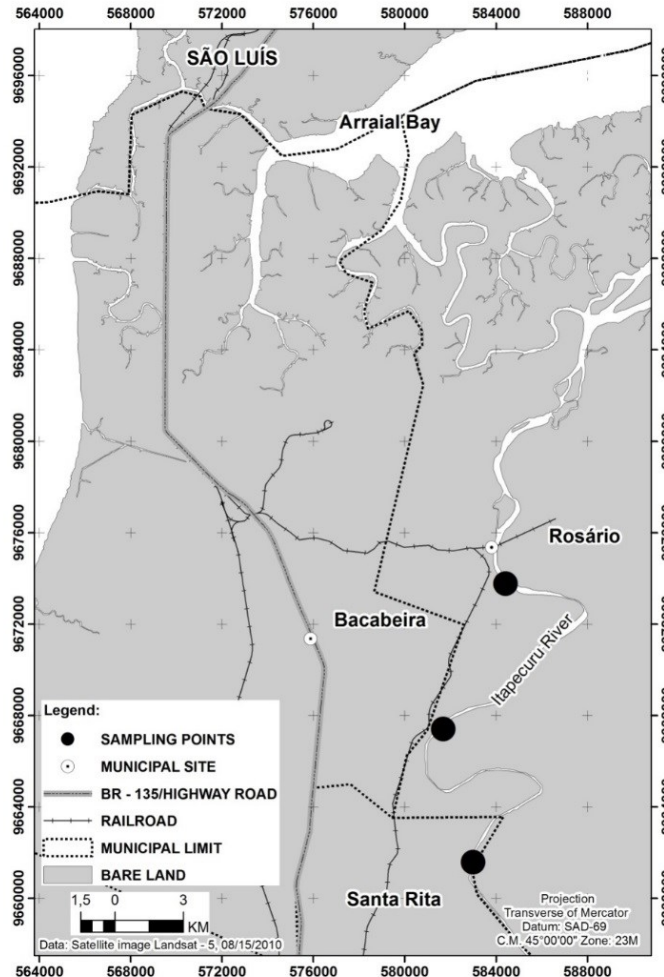 564000 568000 572000 576000 580000 584000 588000
SÃO LUÍS
Arraial Bay
9696000
9692000
9688000
9684000
9680000
9676000
9672000
9668000
9664000
9660000
Rosário
Bacabeira
Itapecuru River
Santa Rita
Legend:
SAMPLING POINTS
MUNICIPAL SITE
BR - 135/HIGHWAY ROAD
RAILROAD
MUNICIPAL LIMIT
BARE LAND
1,5 0 3
KM
Data: Satellite image Landsat - 5, 08/15/2010
Projection
Transverse of Mercator
Datum: SAD-69
C.M. 45°00'00" Zone: 23M
564000 568000 572000 576000 580000 584000 588000